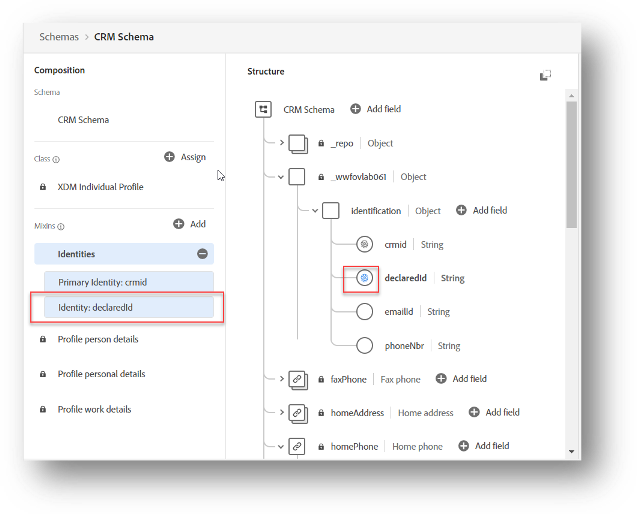 Schemas > CRM Schema
Composition
Schema
CRM Schema
Class
Assign
XDM Individual Profile
Mixins
Add
Identities
Primary Identity: crmid
Identity: declaredId
Profile person details
Profile personal details
Profile work details
Structure
CRM Schema Add field
_repo | Object
_wwfovlab061 | Object
identification | Object Add field
crmid | String
declaredId | String
emailId | String
phoneNbr | String
faxPhone | Fax phone Add field
homeAddress | Home address Add field
homePhone | Home phone Add field